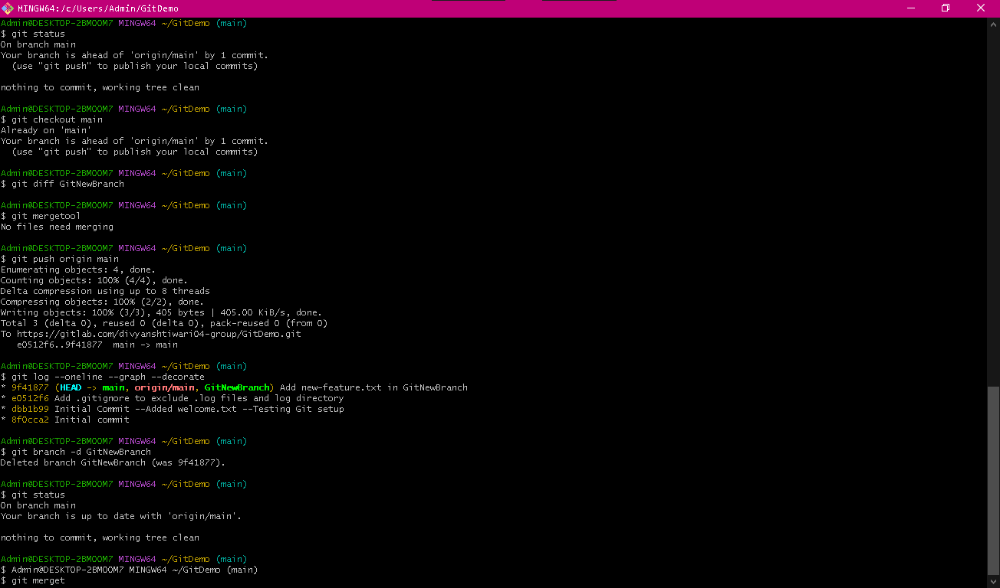 MINGW64:/c/Users/Admin/GitDemo
Admin@DESKTOP-2BMOOM7 MINGW64 ~/GitDemo (main)
$ git status
On branch main
Your branch is ahead of 'origin/main' by 1 commit.
  (use "git push" to publish your local commits)
nothing to commit, working tree clean
Admin@DESKTOP-2BMOOM7 MINGW64 ~/GitDemo (main)
$ git checkout main
Already on 'main'
Your branch is ahead of 'origin/main' by 1 commit.
  (use "git push" to publish your local commits)
Admin@DESKTOP-2BMOOM7 MINGW64 ~/GitDemo (main)
$ git diff GitNewBranch
Admin@DESKTOP-2BMOOM7 MINGW64 ~/GitDemo (main)
$ git mergetool
No files need merging
Admin@DESKTOP-2BMOOM7 MINGW64 ~/GitDemo (main)
$ git push origin main
Enumerating objects: 4, done.
Counting objects: 100% (4/4), done.
Delta compression using up to 8 threads
Compressing objects: 100% (2/2), done.
Writing objects: 100% (3/3), 405 bytes | 405.00 KiB/s, done.
Total 3 (delta 0), reused 0 (delta 0), pack-reused 0 (from 0)
To https://gitlab.com/divyanshtiwari04-group/GitDemo.git
   e0512f6..9f41877  main -> main
Admin@DESKTOP-2BMOOM7 MINGW64 ~/GitDemo (main)
$ git log --oneline --graph --decorate
* 9f41877 (HEAD -> main, origin/main, GitNewBranch) Add new-feature.txt in GitNewBranch
* e0512f6 Add .gitignore to exclude .log files and log directory
* dbb1b99 Initial Commit --Added welcome.txt --Testing Git setup
* 8f0cca2 Initial commit
Admin@DESKTOP-2BMOOM7 MINGW64 ~/GitDemo (main)
$ git branch -d GitNewBranch
Deleted branch GitNewBranch (was 9f41877).
Admin@DESKTOP-2BMOOM7 MINGW64 ~/GitDemo (main)
$ git status
On branch main
Your branch is up to date with 'origin/main'.
nothing to commit, working tree clean
Admin@DESKTOP-2BMOOM7 MINGW64 ~/GitDemo (main)
$ Admin@DESKTOP-2BMOOM7 MINGW64 ~/GitDemo (main)
$ git merget